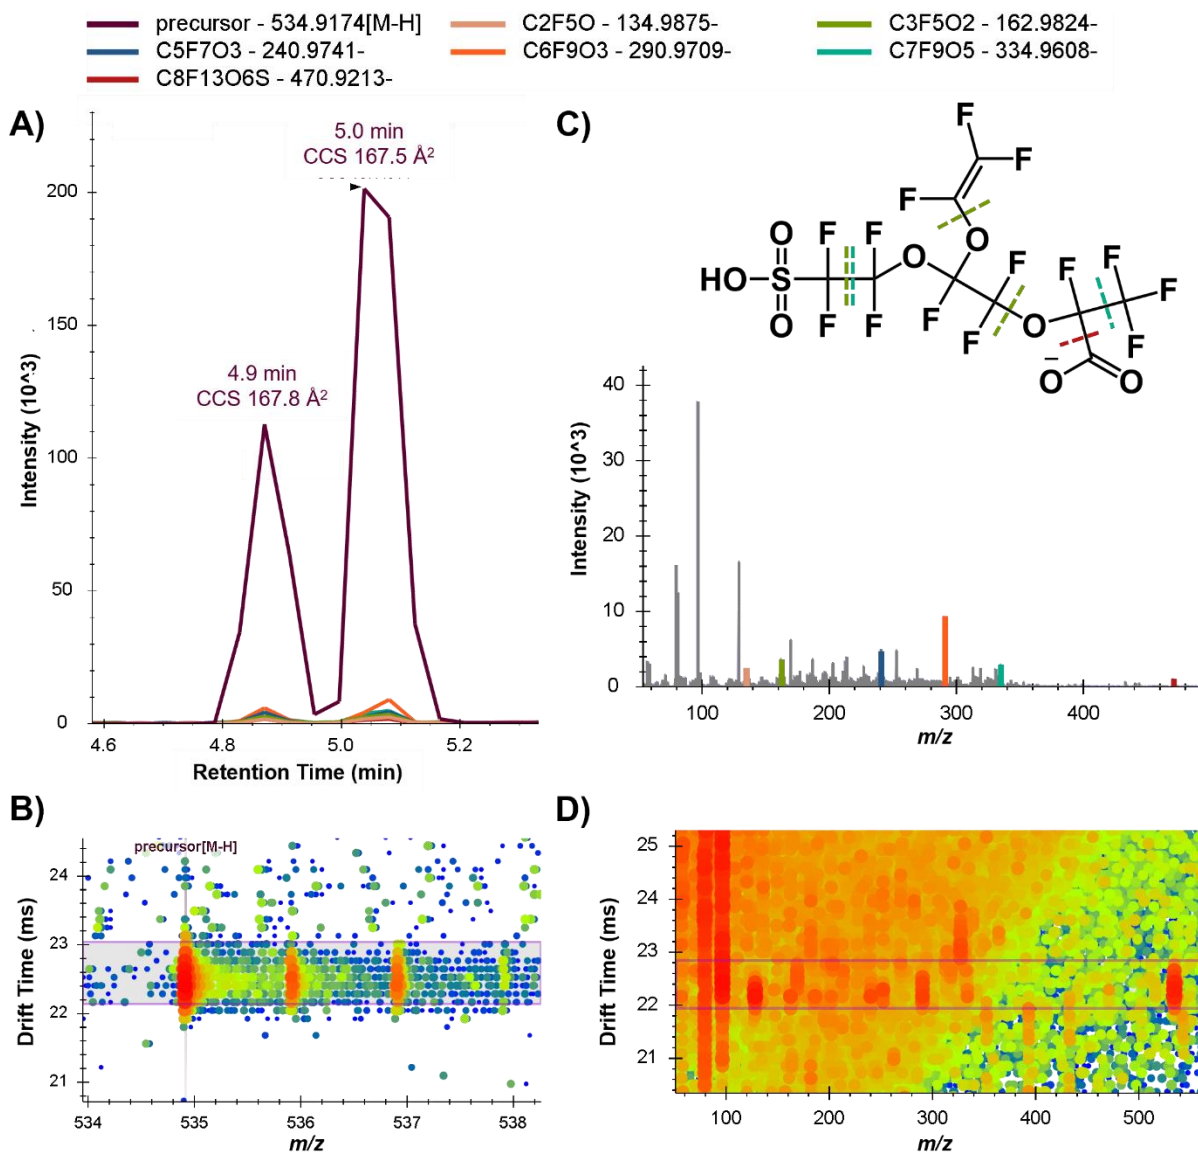 precursor - 534.9174[M-H]
C2F5O - 134.9875-
C3F5O2 - 162.9824-
C5F7O3 - 240.9741-
C6F9O3 - 290.9709-
C7F9O5 - 334.9608-
C8F13O6S - 470.9213-
A)
5.0 min
CCS 167.5 Å²
4.9 min
CCS 167.8 Å²
Intensity (10^3)
200
150
100
50
0
4.6
4.8
5.0
5.2
Retention Time (min)
C)
F
F
F
O
O
F
F
F
F
F
HO
S
O
F
F
O
F
F
F
O
F
O
O
−
Intensity (10^3)
40
30
20
10
0
100
200
300
400
m/z
B)
precursor[M-H]
Drift Time (ms)
24
23
22
21
534
535
536
537
538
m/z
D)
Drift Time (ms)
25
24
23
22
21
100
200
300
400
500
m/z